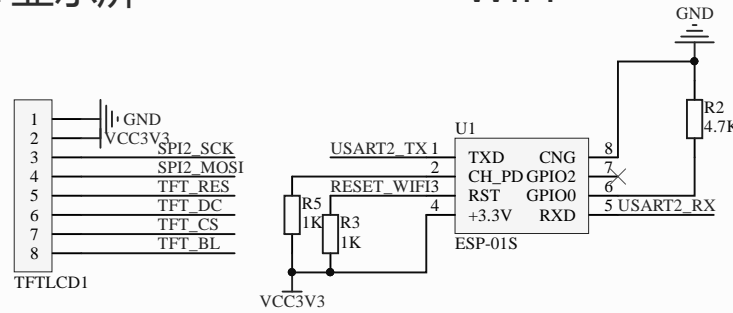 GND
1
2
3
4
5
6
7
8
GND
VCC3V3
SPI2_SCK
SPI2_MOSI
TFT_RES
TFT_DC
TFT_CS
TFT_BL
TFTLCD1
U1
USART2_TX 1
2
RESET_WIFI 3
4
TXD
CH_PD
RST
+3.3V
CNG
GPIO2
GPIO0
RXD
8
7
6
5 USART2_RX
ESP-01S
R2
4.7K
R5
1K
R3
1K
VCC3V3